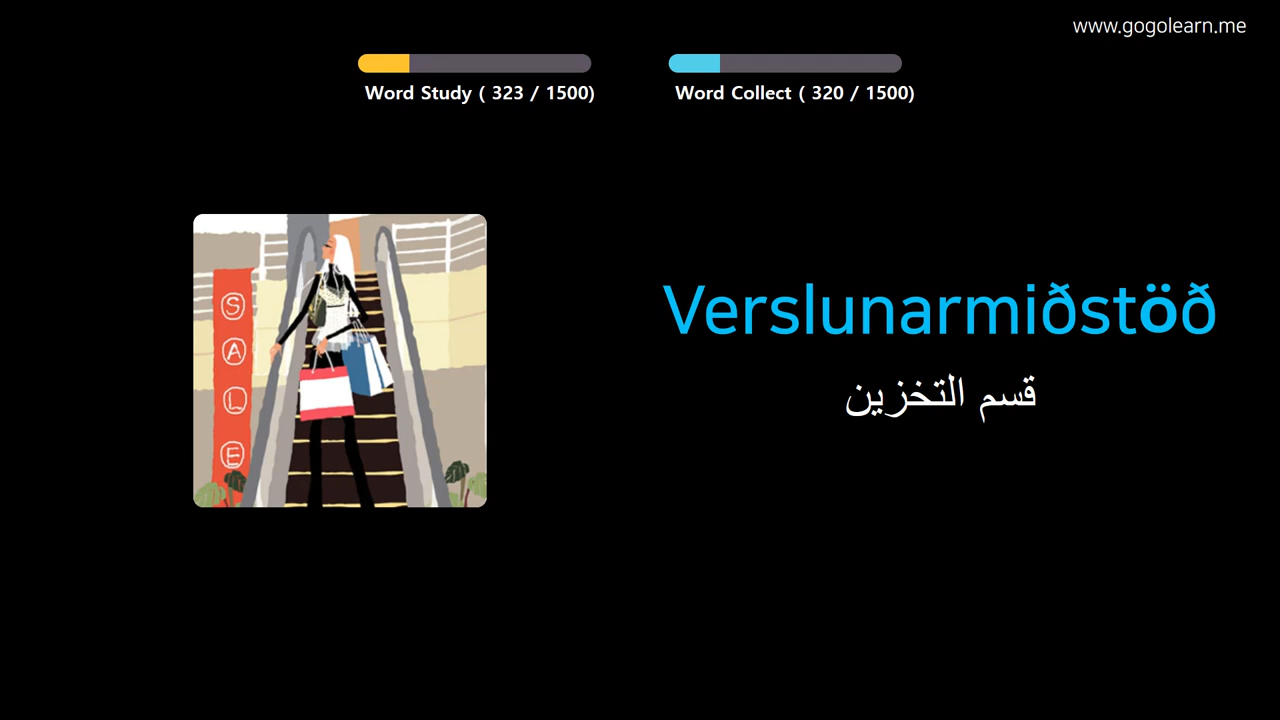 www.gogolearn.me
Word Study ( 323 / 1500)
Word Collect ( 320 / 1500)
S
A
L
E
Verslunarmiðstöð
قسم التخزين